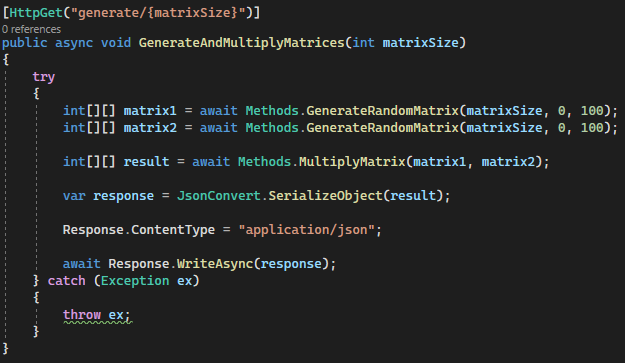 [HttpGet("generate/{matrixSize}")]
0 references
public async void GenerateAndMultiplyMatrices(int matrixSize)
{
try
{
int[][] matrix1 = await Methods.GenerateRandomMatrix(matrixSize, 0, 100);
int[][] matrix2 = await Methods.GenerateRandomMatrix(matrixSize, 0, 100);
int[][] result = await Methods.MultiplyMatrix(matrix1, matrix2);
var response = JsonConvert.SerializeObject(result);
Response.ContentType = "application/json";
await Response.WriteAsync(response);
} catch (Exception ex)
{
throw ex;
}
}